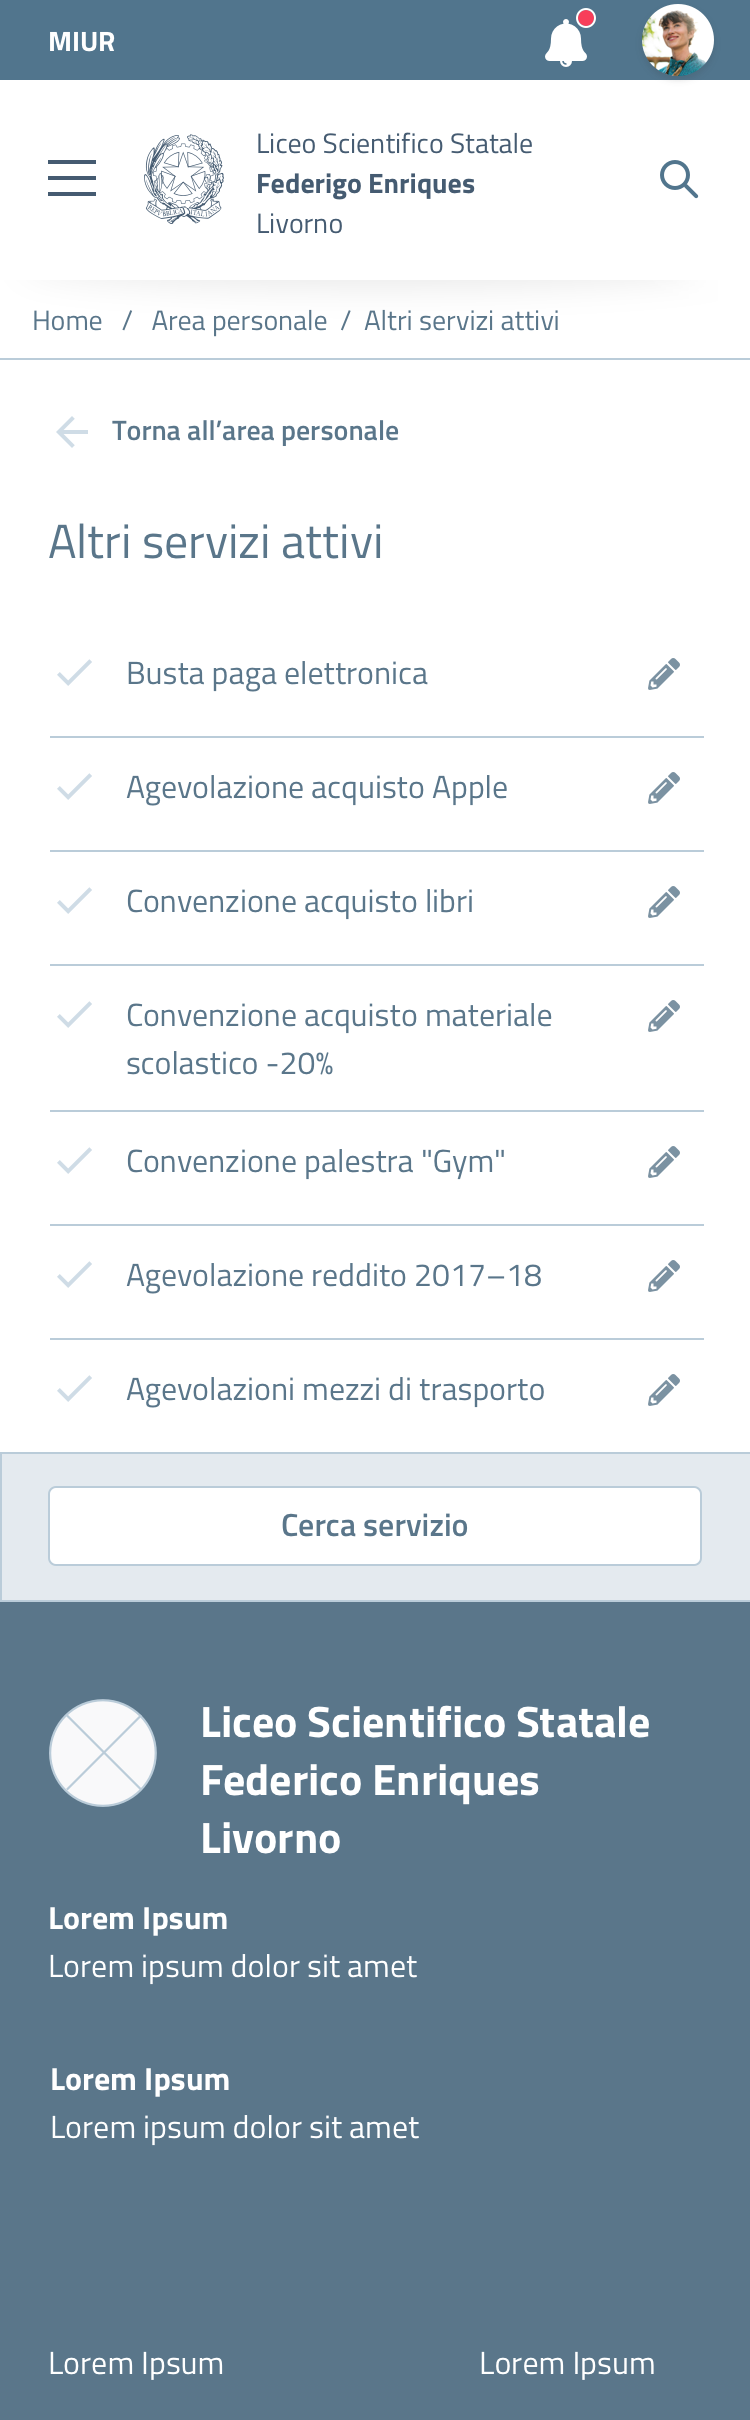 MIUR
Liceo Scientifico Statale
Federigo Enriques
Livorno
REPVBBLICA ITALIANA
Home / Area personale / Altri servizi attivi
Torna all’area personale
Altri servizi attivi
Busta paga elettronica
Agevolazione acquisto Apple
Convenzione acquisto libri
Convenzione acquisto materiale
scolastico -20%
Convenzione palestra "Gym"
Agevolazione reddito 2017–18
Agevolazioni mezzi di trasporto
Cerca servizio
Liceo Scientifico Statale
Federico Enriques
Livorno
Lorem Ipsum
Lorem ipsum dolor sit amet
Lorem Ipsum
Lorem ipsum dolor sit amet
Lorem Ipsum Lorem Ipsum